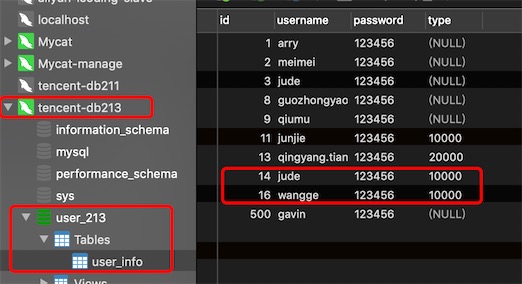 aliyun-loading-slave
localhost
Mycat
Mycat-manage
tencent-db211
tencent-db213
information_schema
mysql
performance_schema
sys
user_213
Tables
user_info
Views
id username password type
1 arry 123456 (NULL)
2 meimei 123456 (NULL)
3 jude 123456 (NULL)
8 guozhongyao 123456 (NULL)
9 qiumu 123456 (NULL)
11 junjie 123456 10000
13 qingyang.tian 123456 20000
14 jude 123456 10000
16 wangge 123456 10000
500 gavin 123456 (NULL)